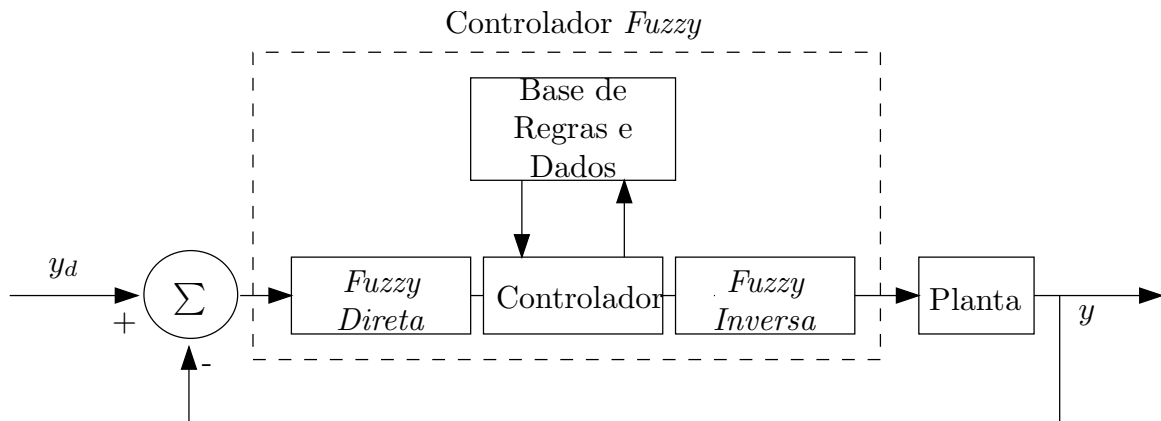 Controlador Fuzzy
Base de
Regras e
Dados
y_d
+
Σ
-
Fuzzy
Direta
Controlador
Fuzzy
Inversa
Planta
y